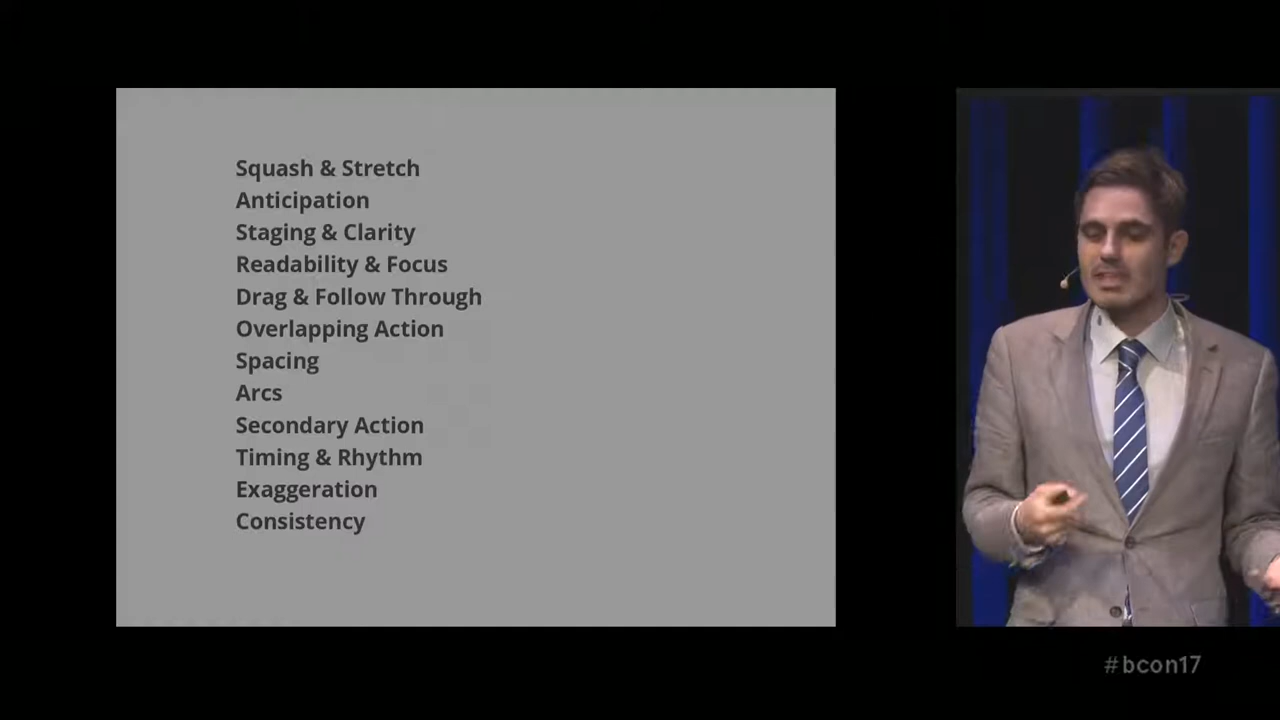 Squash & Stretch
Anticipation
Staging & Clarity
Readability & Focus
Drag & Follow Through
Overlapping Action
Spacing
Arcs
Secondary Action
Timing & Rhythm
Exaggeration
Consistency
#bcon17